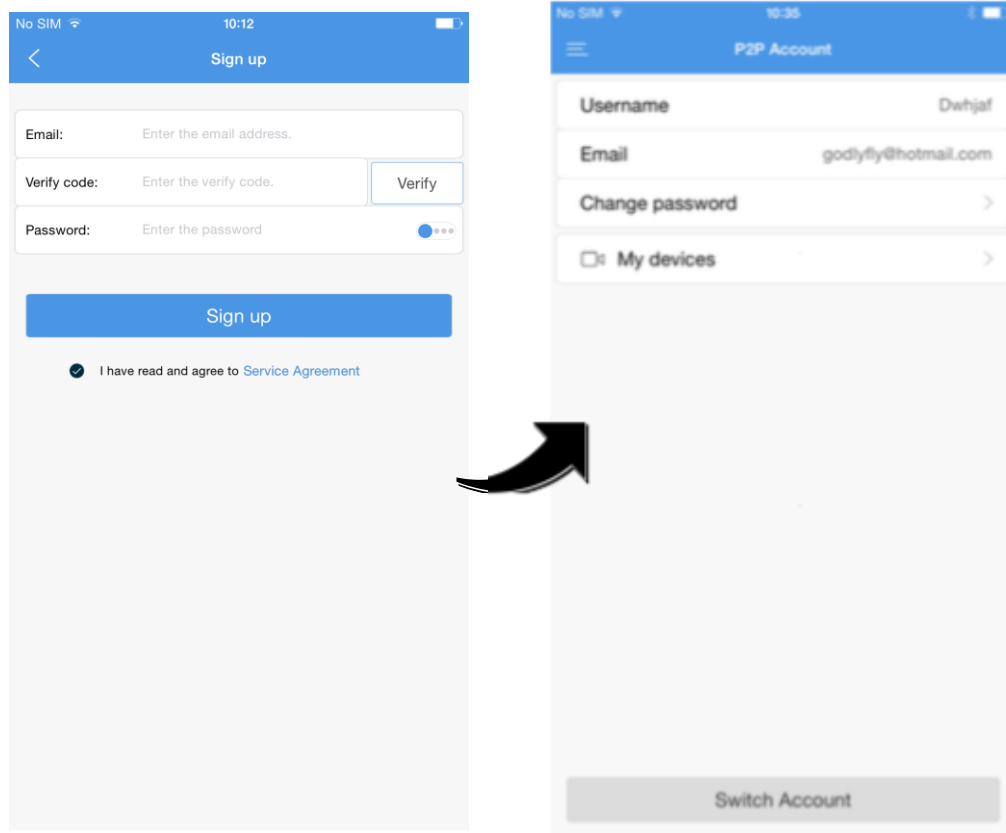 No SIM 10:12
Sign up
Email: Enter the email address.
Verify code: Enter the verify code. Verify
Password: Enter the password
Sign up
I have read and agree to Service Agreement
No SIM 10:35
P2P Account
Username Dwhjaf
Email godlyfly@hotmail.com
Change password
My devices
Switch Account